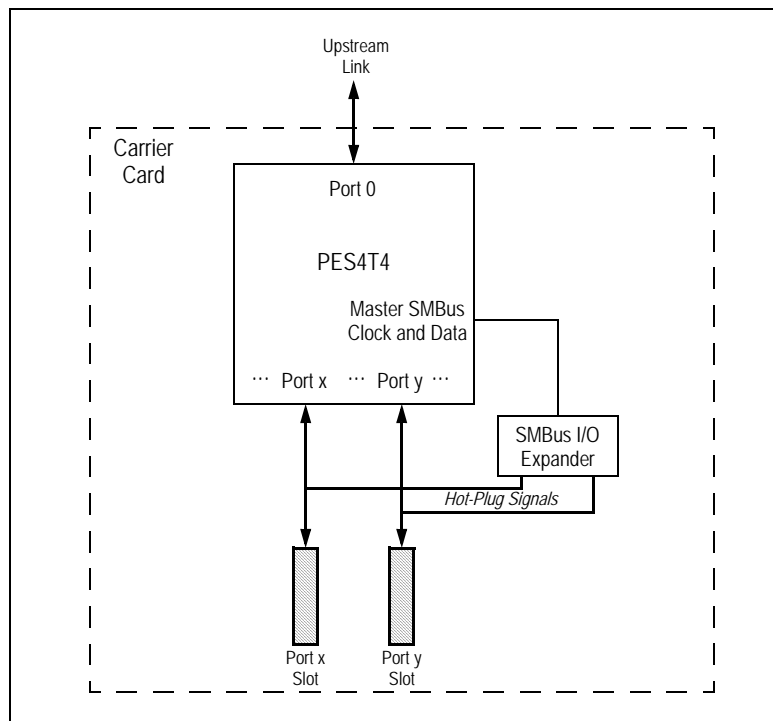 Upstream
Link
Carrier
Card
Port 0
PES4T4
Master SMBus
Clock and Data
··· Port x ··· Port y ···
SMBus I/O
Expander
Hot-Plug Signals
Port x
Slot
Port y
Slot